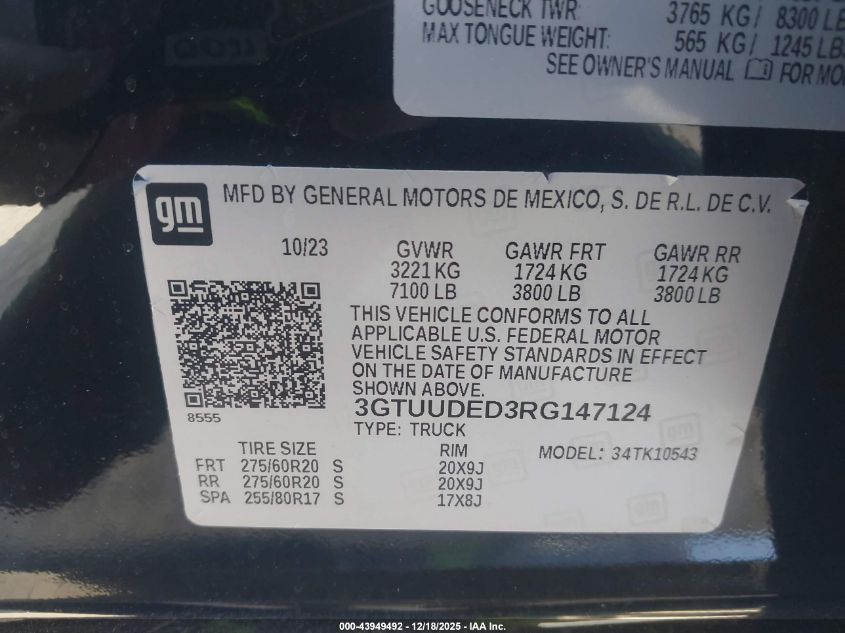 GOOSENECK TWR: 3765 KG / 8300 LB
MAX TONGUE WEIGHT: 565 KG / 1245 LBS
SEE OWNER'S MANUAL FOR
gm MFD BY GENERAL MOTORS DE MEXICO, S. DE R.L. DE C.V.
10/23 GVWR GAWR FRT GAWR RR
3221 KG 1724 KG 1724 KG
7100 LB 3800 LB 3800 LB
THIS VEHICLE CONFORMS TO ALL
APPLICABLE U.S. FEDERAL MOTOR
VEHICLE SAFETY STANDARDS IN EFFECT
ON THE DATE OF MANUFACTURE
SHOWN ABOVE.
8555 3GTUUDED3RG147124
TYPE: TRUCK
TIRE SIZE RIM MODEL: 34TK10543
FRT 275/60R20 S 20X9J
RR 275/60R20 S 20X9J
SPA 255/80R17 S 17X8J
000-43949492 - 12/18/2025 - IAA Inc.